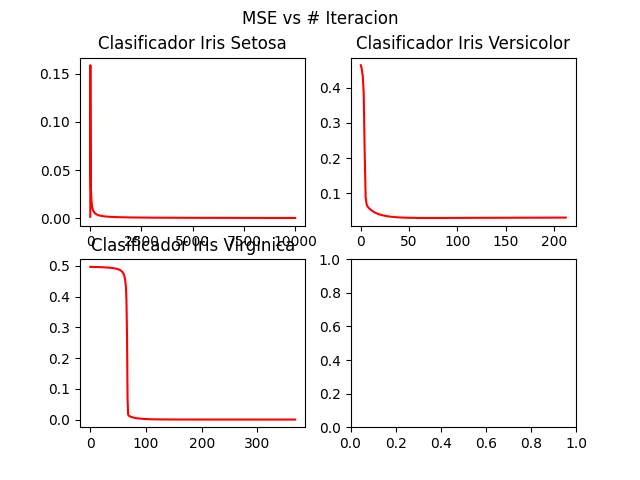 MSE vs # Iteracion
Clasificador Iris Setosa
0.15
0.10
0.05
0.00
0 2500 5000 7500 10000
Clasificador Iris Versicolor
0.4
0.3
0.2
0.1
0 50 100 150 200
Clasificador Iris Virginica
0.5
0.4
0.3
0.2
0.1
0.0
0 100 200 300
1.0
0.8
0.6
0.4
0.2
0.0
0.0 0.2 0.4 0.6 0.8 1.0